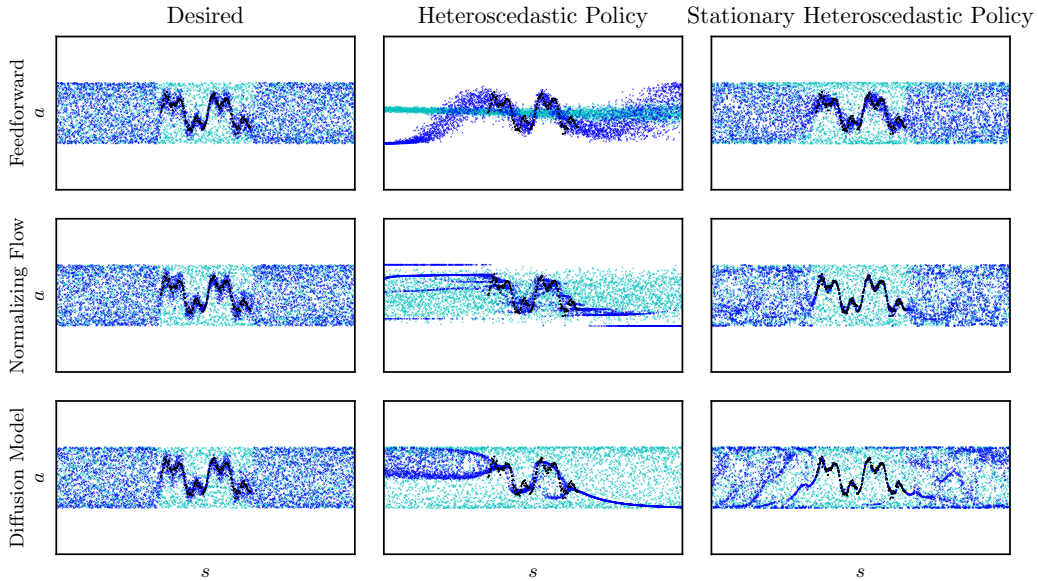 Desired
Heteroscedastic Policy
Stationary Heteroscedastic Policy
Feedforward
a
Normalizing Flow
a
Diffusion Model
a
s
s
s